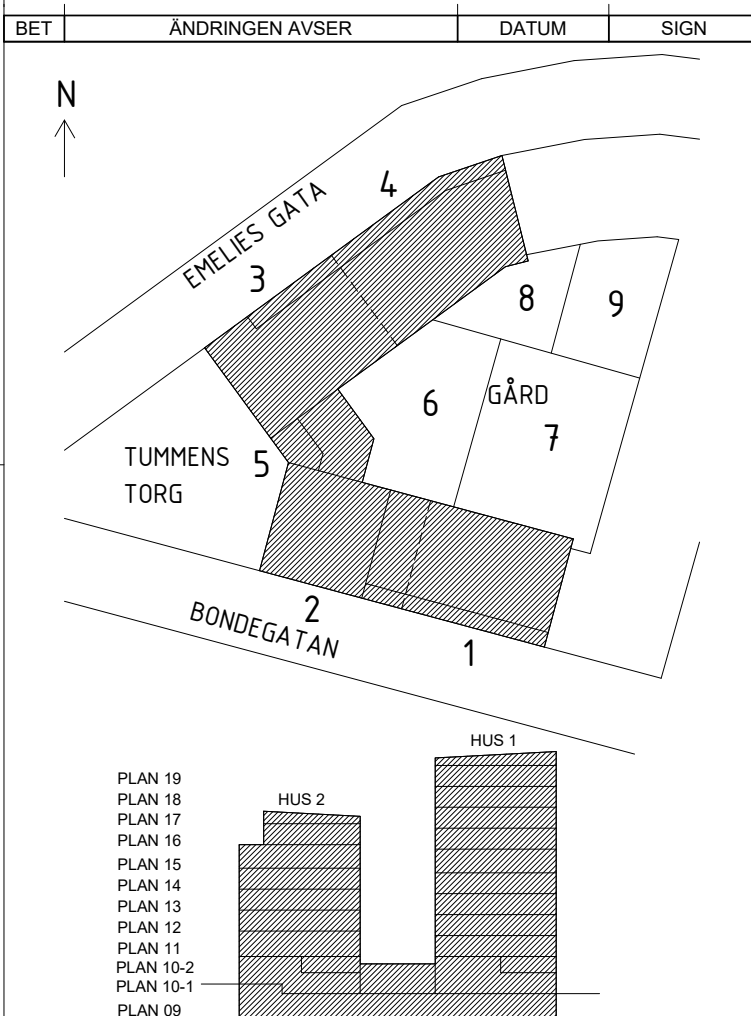 BET ÄNDRINGEN AVSER DATUM SIGN
N
4
EMELIES GATA
3
8
9
6
GÅRD
7
TUMMENS
TORG
5
2
BONDEGATAN
1
HUS 1
PLAN 19
PLAN 18
HUS 2
PLAN 17
PLAN 16
PLAN 15
PLAN 14
PLAN 13
PLAN 12
PLAN 11
PLAN 10-2
PLAN 10-1
PLAN 09